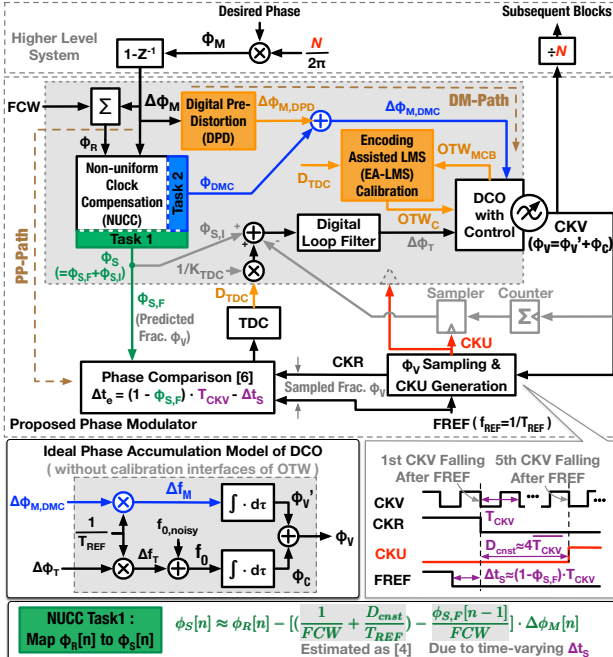 Desired Phase
Subsequent Blocks
Higher Level
System
1-Z⁻¹
Φ_M
N
2π
÷N
FCW
Σ
ΔΦ_M
Digital Pre-
Distortion
(DPD)
ΔΦ_M,DPD
ΔΦ_M,DMC
DM-Path
Φ_R
Non-uniform
Clock
Compensation
(NUCC)
Task 2
Task 1
Φ_DMC
D_TDC
Encoding
Assisted LMS
(EA-LMS)
Calibration
OTW_MCB
OTW_C
DCO
with
Control
CKV
(Φ_V=Φ_V'+Φ_C)
PP-Path
Φ_S
(=Φ_S,F+Φ_S,I)
Φ_S,I
+
+
-
Digital
Loop Filter
ΔΦ_T
1/K_TDC
D_TDC
Φ_S,F
(Predicted
Frac. Φ_V)
TDC
Sampler
Counter
Σ
CKU
CKR
Phase Comparison [6]
Δt_e = (1 - Φ_S,F) · T_CKV - Δt_S
Sampled Frac. Φ_V
Φ_V Sampling &
CKU Generation
Proposed Phase Modulator
FREF (f_REF=1/T_REF)
Ideal Phase Accumulation Model of DCO
(without calibration interfaces of OTW)
ΔΦ_M,DMC
Δf_M
∫ · dτ
Φ_V'
1
T_REF
f_0,noisy
Φ_V
ΔΦ_T
Δf_T
f_0
∫ · dτ
Φ_C
1st CKV Falling
After FREF
5th CKV Falling
After FREF
CKV
CKR
T_CKV
CKU
D_cnst≈4T̅_CKV
FREF
Δt_S≈(1-Φ_S,F)·T_CKV
NUCC Task1 :
Map Φ_R[n] to Φ_S[n]
ϕ_S[n] ≈ ϕ_R[n] − [(1/FCW + D_cnst/T_REF) − ϕ_S,F[n−1]/FCW] · Δϕ_M[n]
Estimated as [4]
Due to time-varying Δt_S